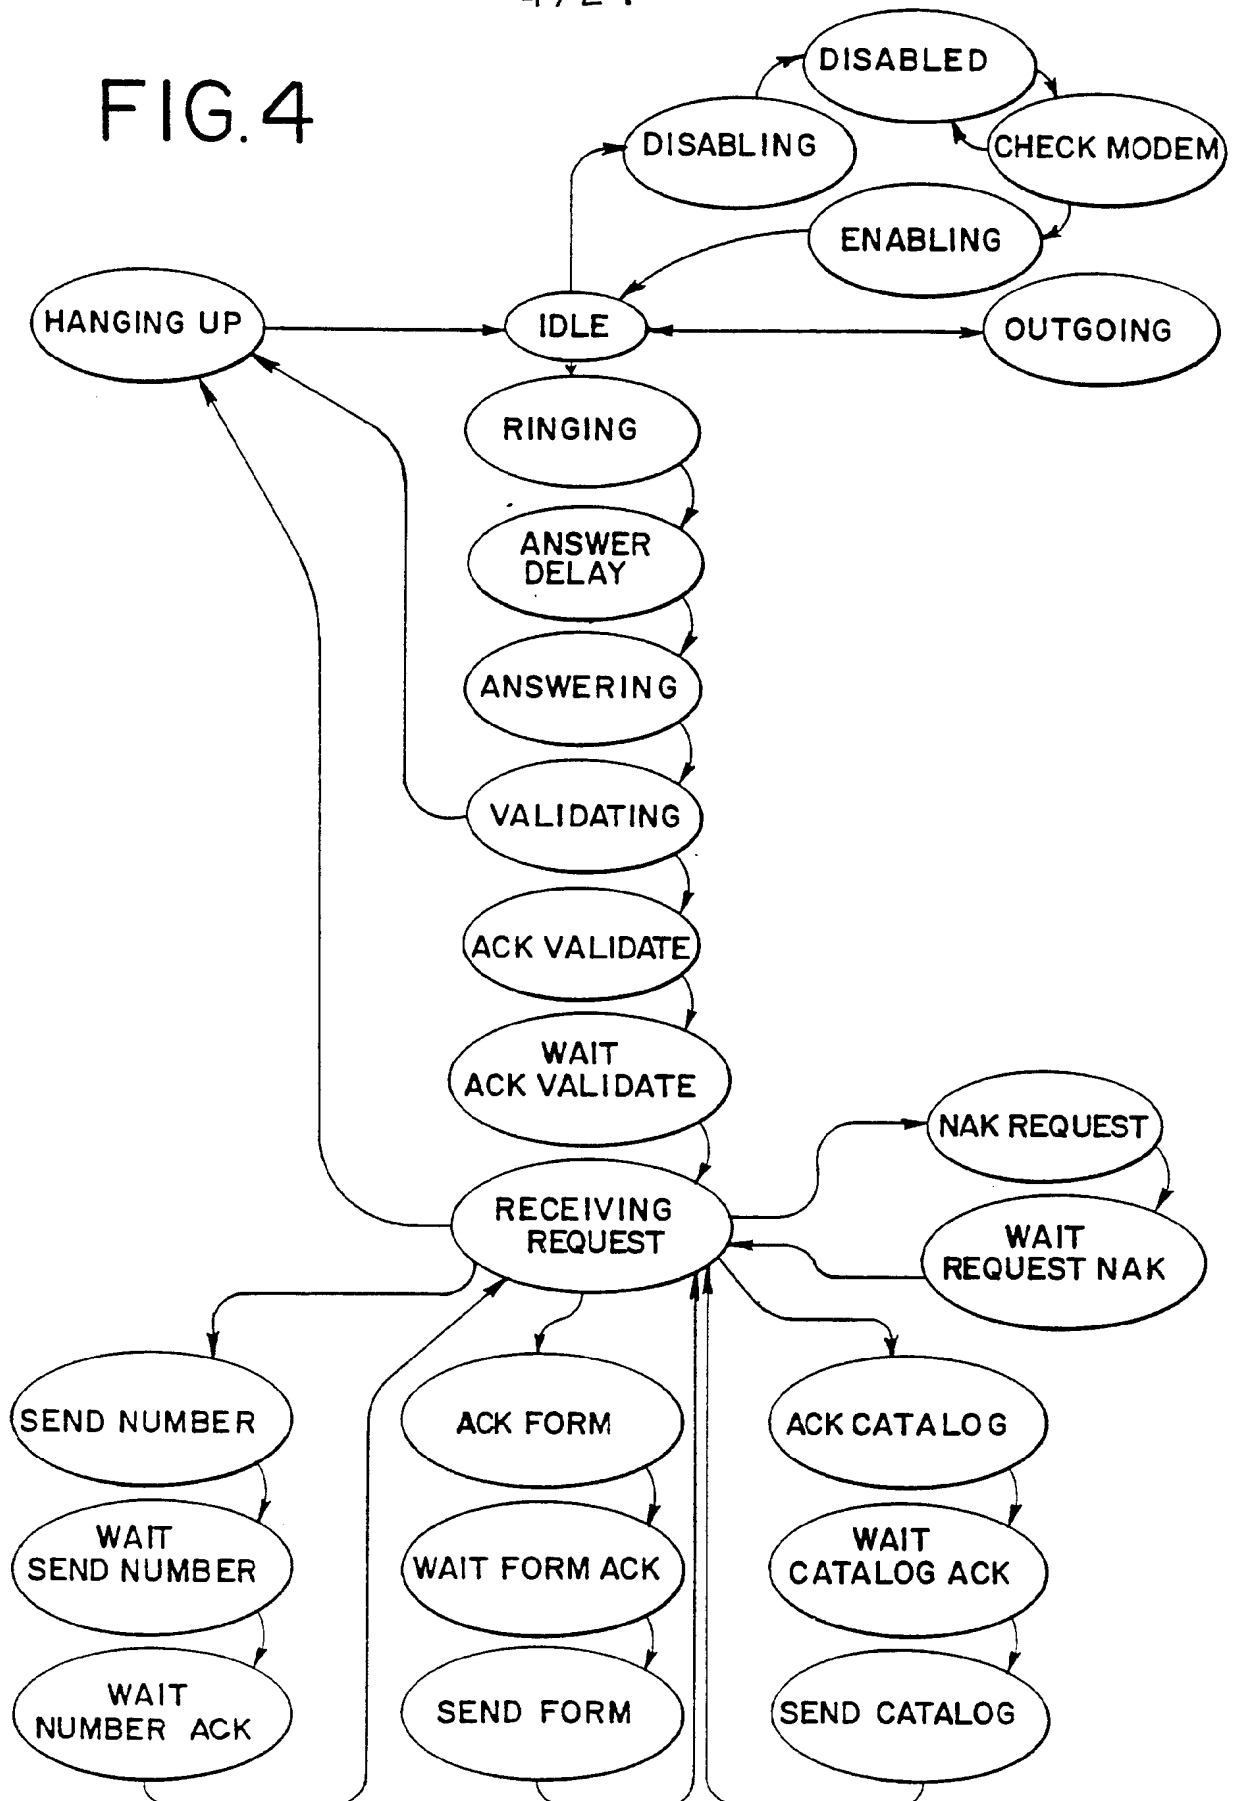 FIG. 4
DISABLED
DISABLING
CHECK MODEM
ENABLING
HANGING UP
IDLE
OUTGOING
RINGING
ANSWER
DELAY
ANSWERING
VALIDATING
ACK VALIDATE
WAIT
ACK VALIDATE
NAK REQUEST
RECEIVING
REQUEST
WAIT
REQUEST NAK
SEND NUMBER
ACK FORM
ACK CATALOG
WAIT
SEND NUMBER
WAIT FORM ACK
WAIT
CATALOG ACK
WAIT
NUMBER ACK
SEND FORM
SEND CATALOG